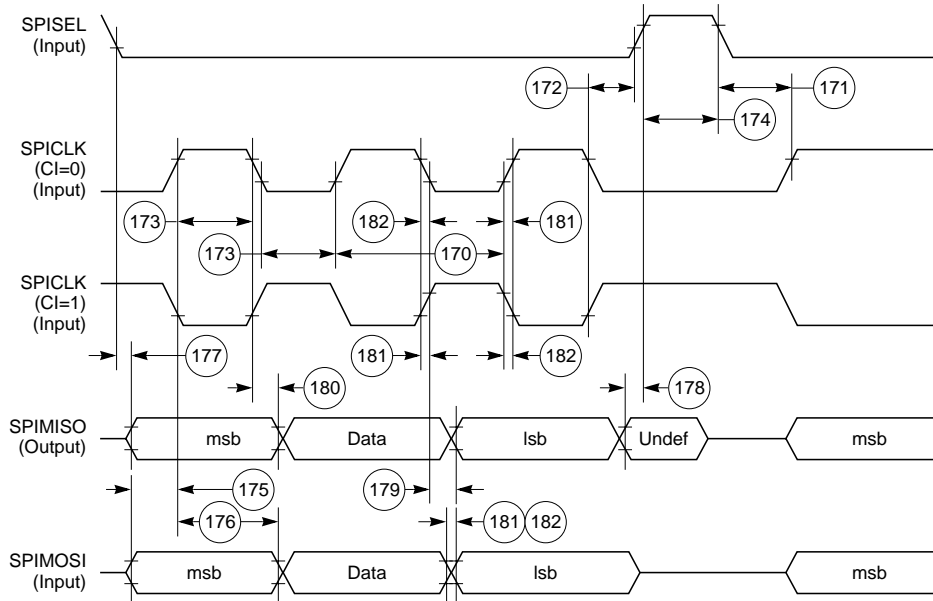 SPISEL
(Input)
172
171
174
SPICLK
(CI=0)
(Input)
173
182
181
173
170
SPICLK
(CI=1)
(Input)
177
181
182
180
178
SPIMISO
(Output)
msb
Data
lsb
Undef
msb
175
179
176
181
182
SPIMOSI
(Input)
msb
Data
lsb
msb